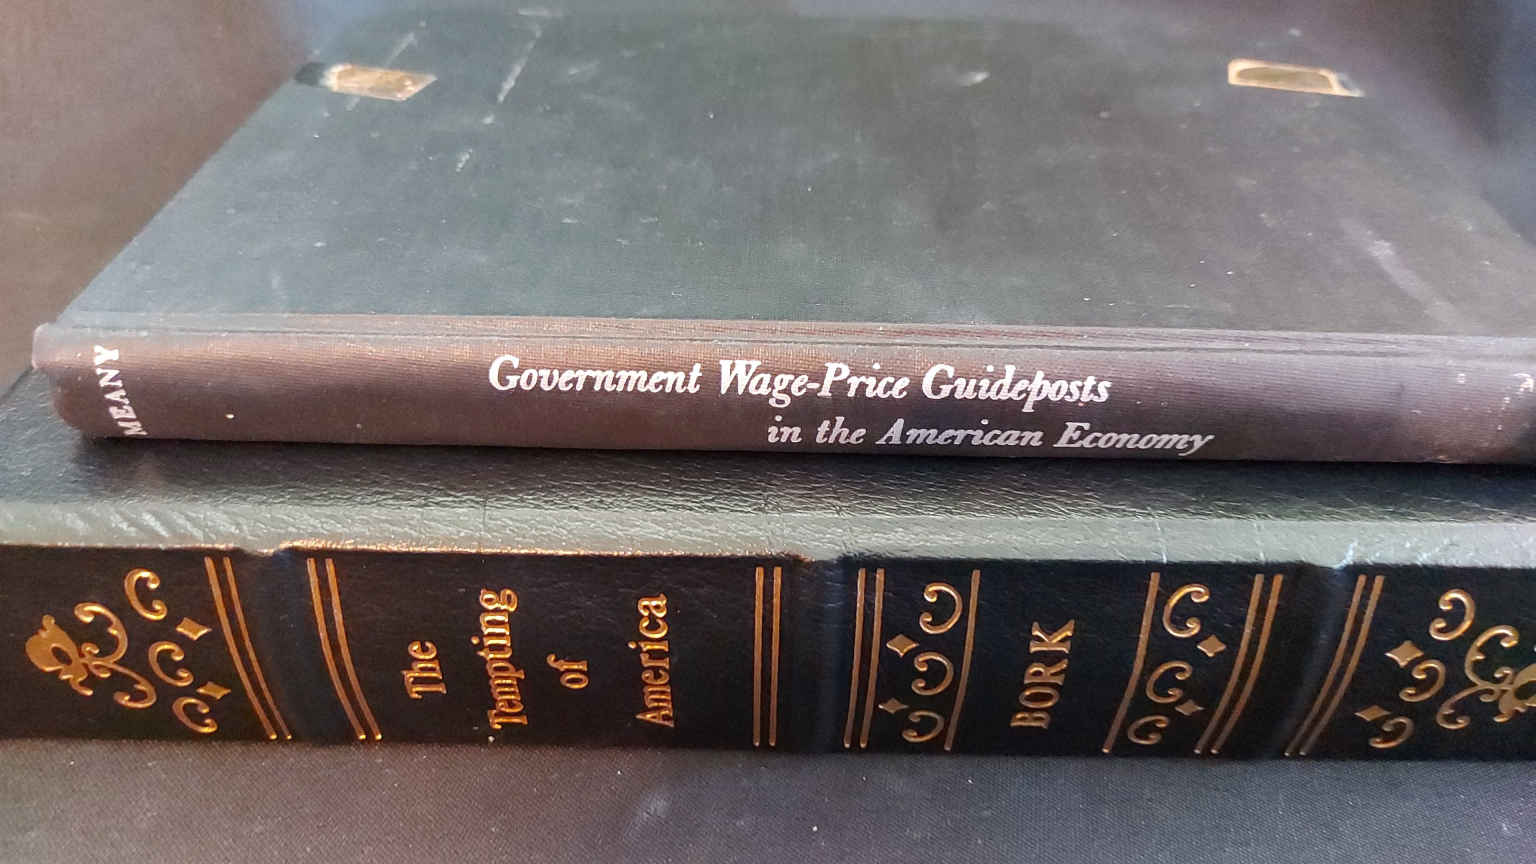 MEANY
Government Wage-Price Guideposts
in the American Economy
The
Tempting
of
America
BORK